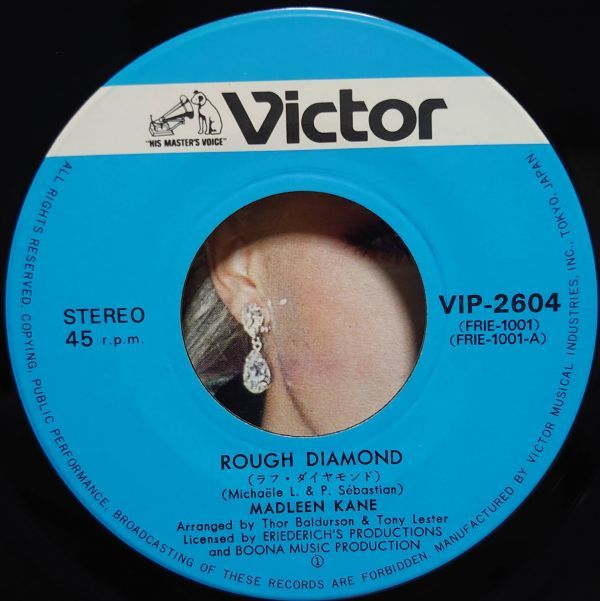 Victor
"HIS MASTER'S VOICE"
STEREO
45 r.p.m.
VIP-2604
(FRIE-1001)
(FRIE-1001-A)
ROUGH DIAMOND
(ラフ・ダイヤモンド)
(Michaële L. & P. Sébastian)
MADLEEN KANE
Arranged by Thor Baldurson & Tony Lester
Licensed by ERIEDERICH'S PRODUCTIONS
and BOONA MUSIC PRODUCTION
①
ALL RIGHTS RESERVED, COPYING, PUBLIC PERFORMANCE, BROADCASTING OF THESE RECORDS ARE FORBIDDEN. MANUFACTURED BY VICTOR MUSICAL INDUSTRIES, INC., TOKYO, JAPAN